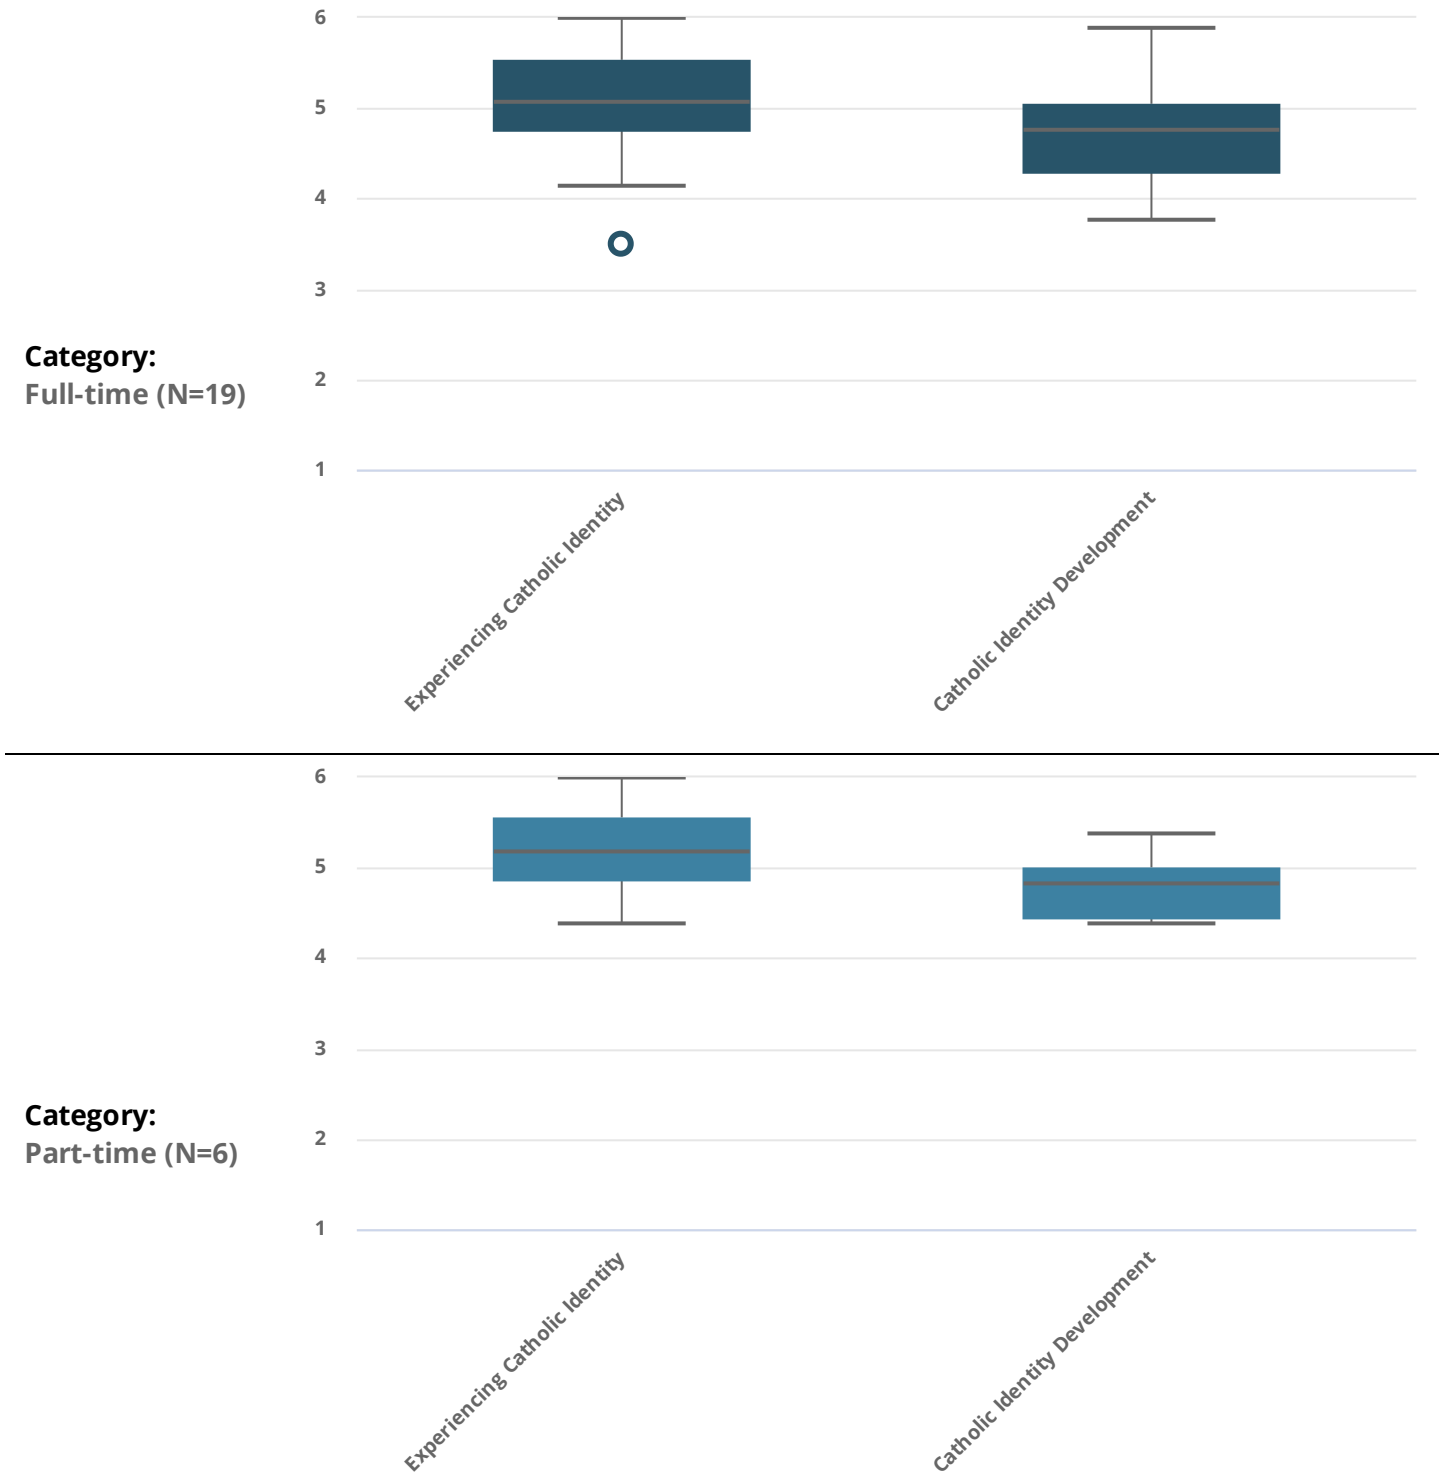 6
5
4
3
Category:
Full-time (N=19)
2
1
Experiencing Catholic Identity
Catholic Identity Development
6
5
4
3
Category:
Part-time (N=6)
2
1
Experiencing Catholic Identity
Catholic Identity Development